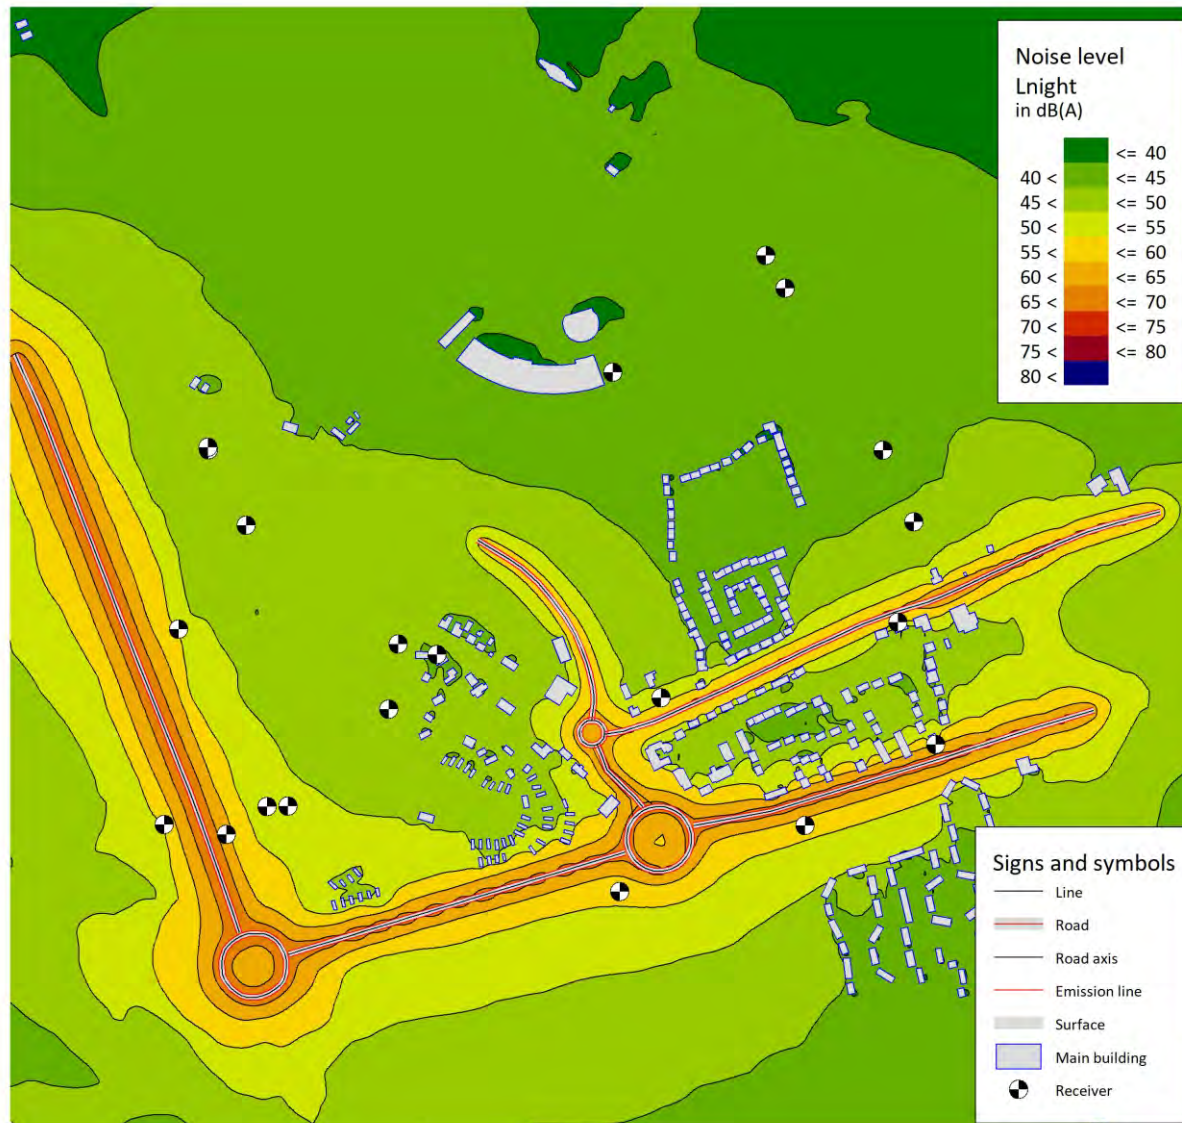 Noise level
Lnight
in dB(A)
<= 40
40 < <= 45
45 < <= 50
50 < <= 55
55 < <= 60
60 < <= 65
65 < <= 70
70 < <= 75
75 < <= 80
80 <
Signs and symbols
Line
Road
Road axis
Emission line
Surface
Main building
Receiver